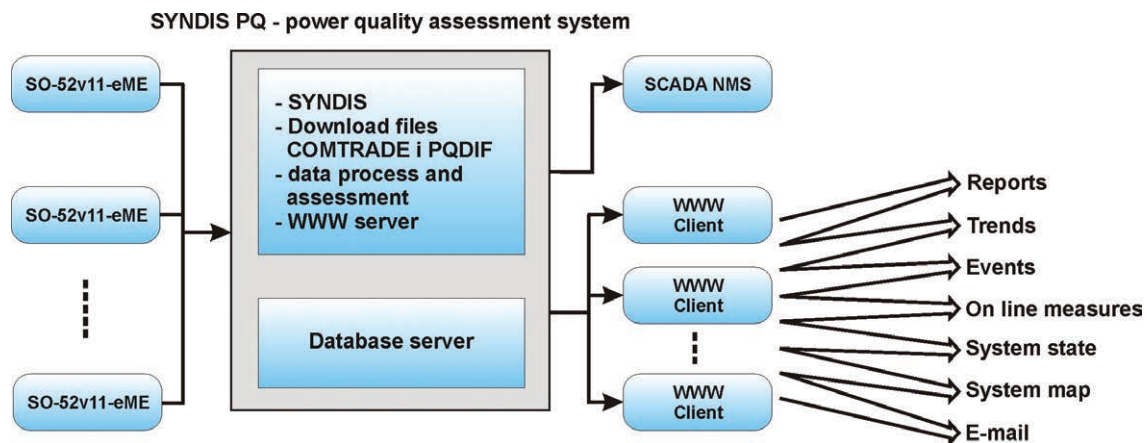 SYNDIS PQ - power quality assessment system
SO-52v11-eME
SO-52v11-eME
SO-52v11-eME
- SYNDIS
- Download files
COMTRADE i PQDIF
- data process and
assessment
- WWW server
Database server
SCADA NMS
WWW
Client
WWW
Client
WWW
Client
Reports
Trends
Events
On line measures
System state
System map
E-mail